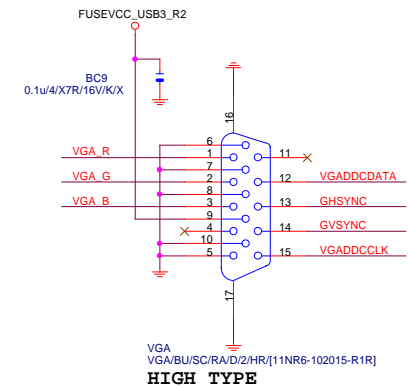 FUSEVCC_USB3_R2
BC9
0.1u/4/X7R/16V/K/X
16
6
VGA_R 1 11
7
VGA_G 2 12 VGADDCDATA
8
VGA_B 3 13 GHSYNC
9
4 14 GVSYNC
10
5 15 VGADDCCLK
17
VGA
VGA/BU/SC/RA/D/2/HR/[11NR6-102015-R1R]
HIGH TYPE